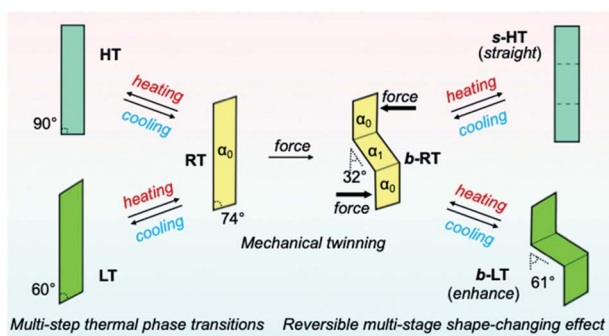 HT
90°
heating
cooling
RT
α0
74°
heating
cooling
60°
LT
Multi-step thermal phase transitions
force
Mechanical twinning
force
α0
α1
α0
32°
force
b-RT
heating
cooling
s-HT
(straight)
heating
cooling
b-LT
(enhance)
61°
Reversible multi-stage shape-changing effect